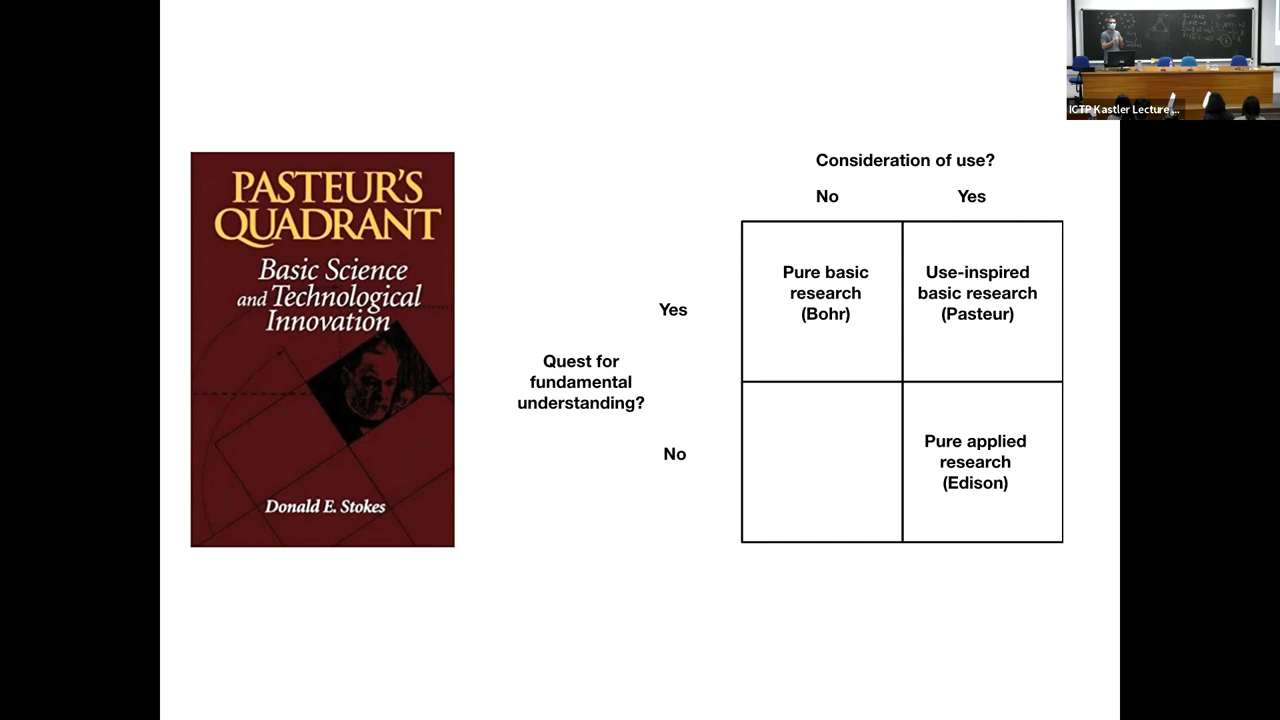 ICTP Kastler Lecture ...
PASTEUR'S
QUADRANT
Basic Science
and Technological
Innovation
Donald E. Stokes
Consideration of use?
No
Yes
Quest for
fundamental
understanding?
Yes
No
Pure basic
research
(Bohr)
Use-inspired
basic research
(Pasteur)
Pure applied
research
(Edison)